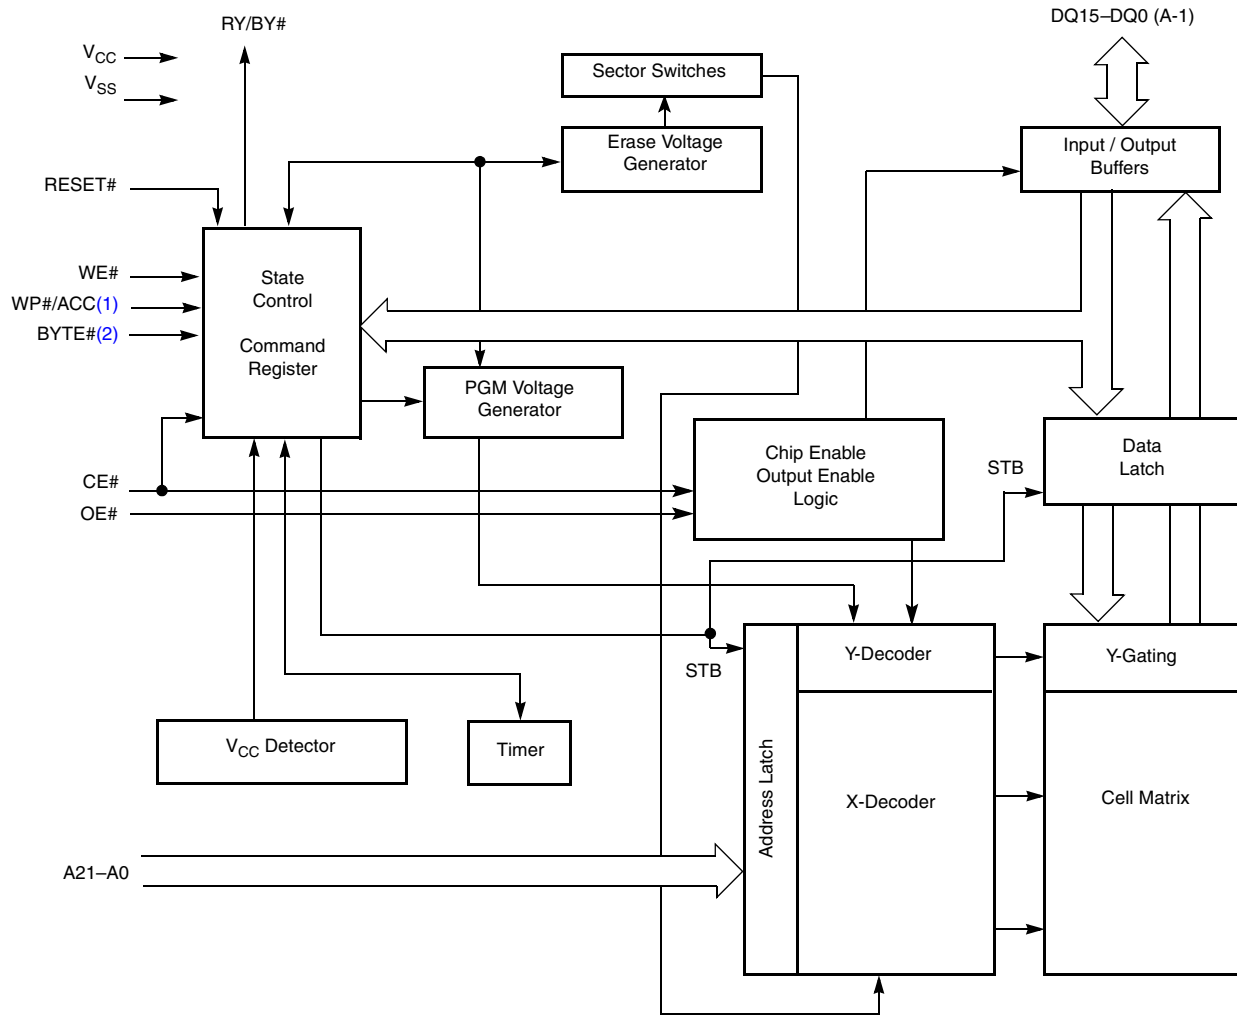 RY/BY#
DQ15–DQ0 (A-1)
VCC
VSS
Sector Switches
Erase Voltage
Generator
Input / Output
Buffers
RESET#
WE#
WP#/ACC(1)
BYTE#(2)
State
Control
Command
Register
PGM Voltage
Generator
Chip Enable
Output Enable
Logic
STB
Data
Latch
CE#
OE#
STB
Y-Decoder
Y-Gating
VCC Detector
Timer
Address Latch
X-Decoder
Cell Matrix
A21–A0